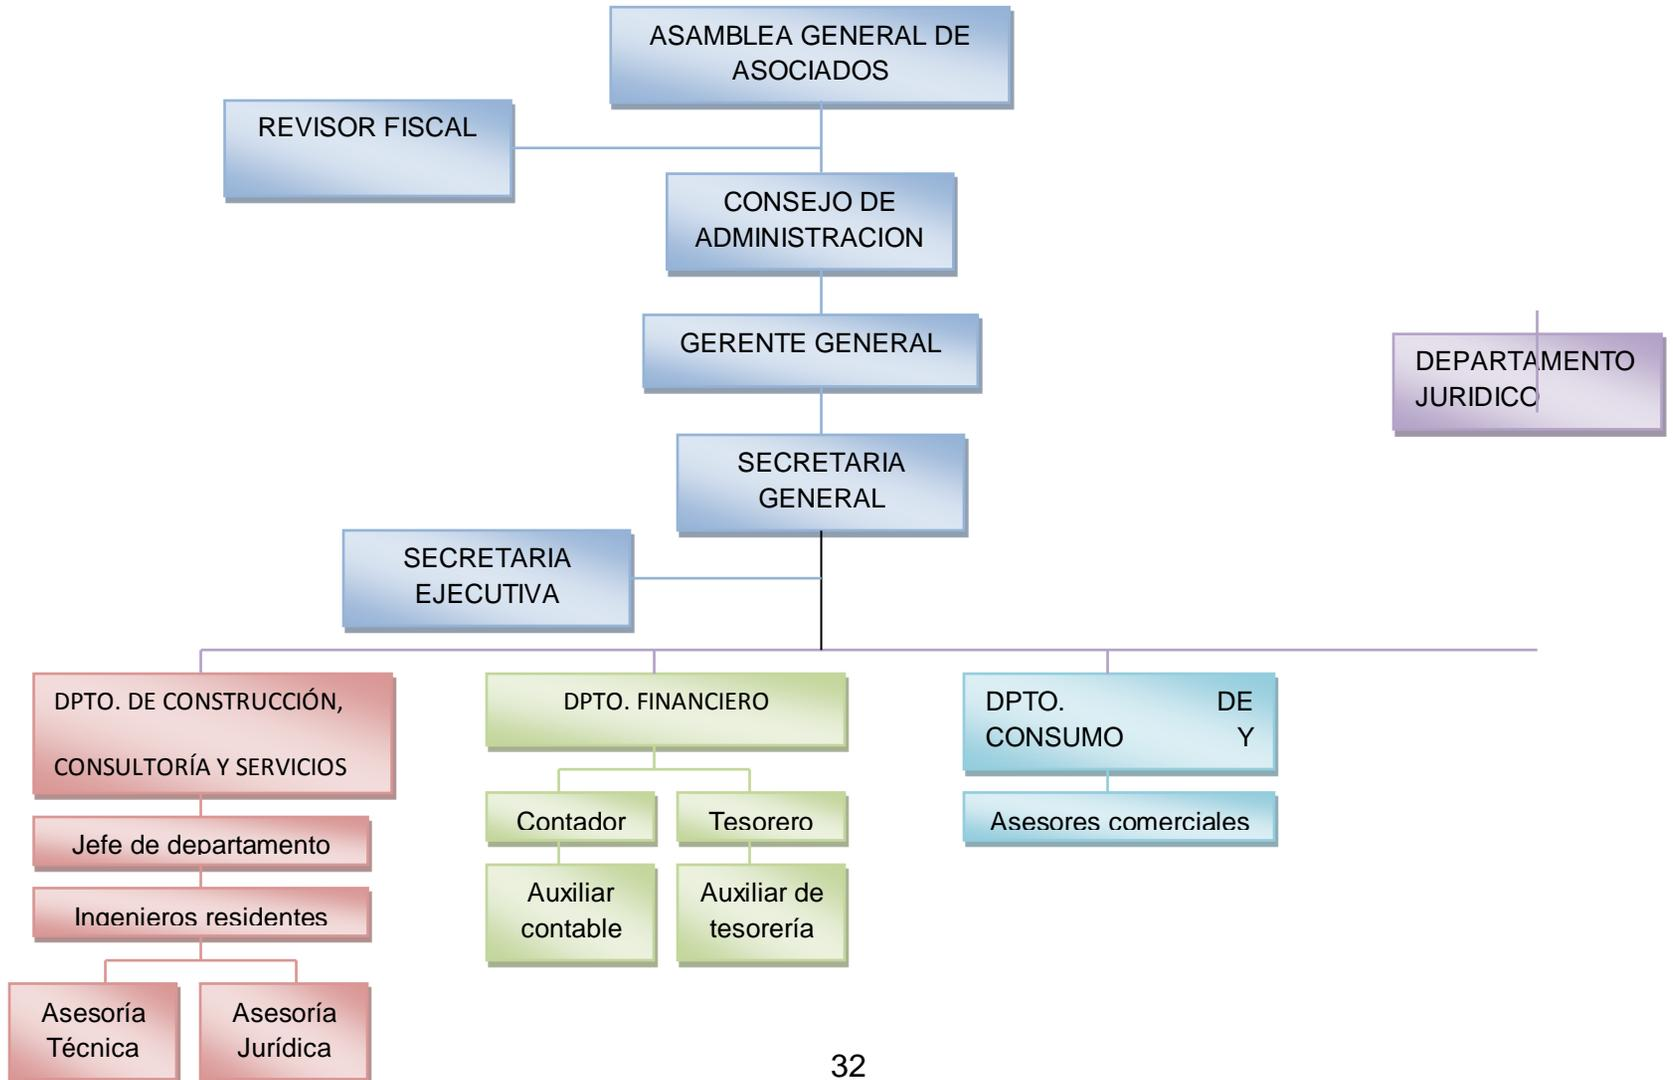 ASAMBLEA GENERAL DE
ASOCIADOS
REVISOR FISCAL
CONSEJO DE
ADMINISTRACION
GERENTE GENERAL
DEPARTAMENTO
JURIDICO
SECRETARIA
GENERAL
SECRETARIA
EJECUTIVA
DPTO. DE CONSTRUCCIÓN,
CONSULTORÍA Y SERVICIOS
Jefe de departamento
Ingenieros residentes
Asesoría
Técnica
Asesoría
Jurídica
DPTO. FINANCIERO
Contador
Auxiliar
contable
Tesorero
Auxiliar de
tesorería
DPTO. DE
CONSUMO Y
Asesores comerciales
32